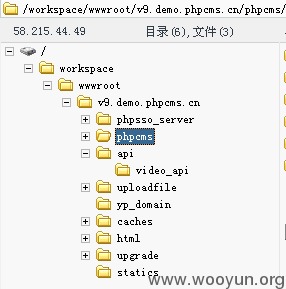 /workspace/wwwroot/v9.demo.phpcms.cn/phpcms/
58.215.44.49 目录(6),文件(3)
/
workspace
wwwroot
v9.demo.phpcms.cn
phpsso_server
phpcms
api
video_api
uploadfile
yp_domain
caches
html
upgrade
statics
www.wooyun.org